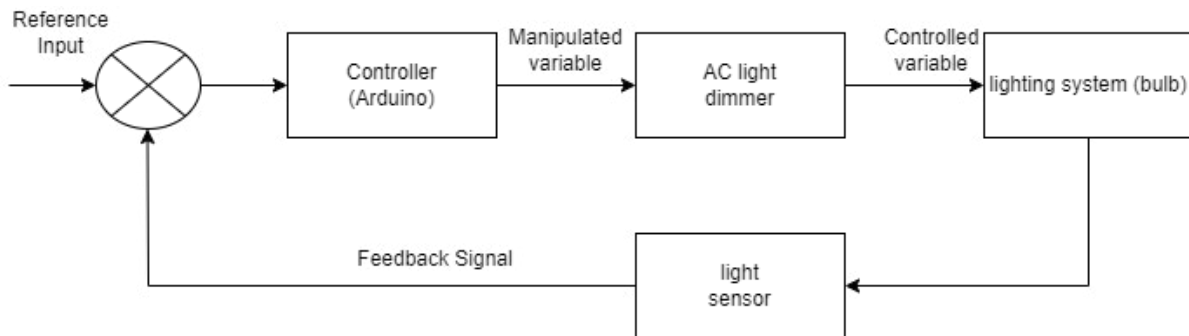 Reference
Input
Controller
(Arduino)
Manipulated
variable
AC light
dimmer
Controlled
variable
lighting system (bulb)
Feedback Signal
light
sensor